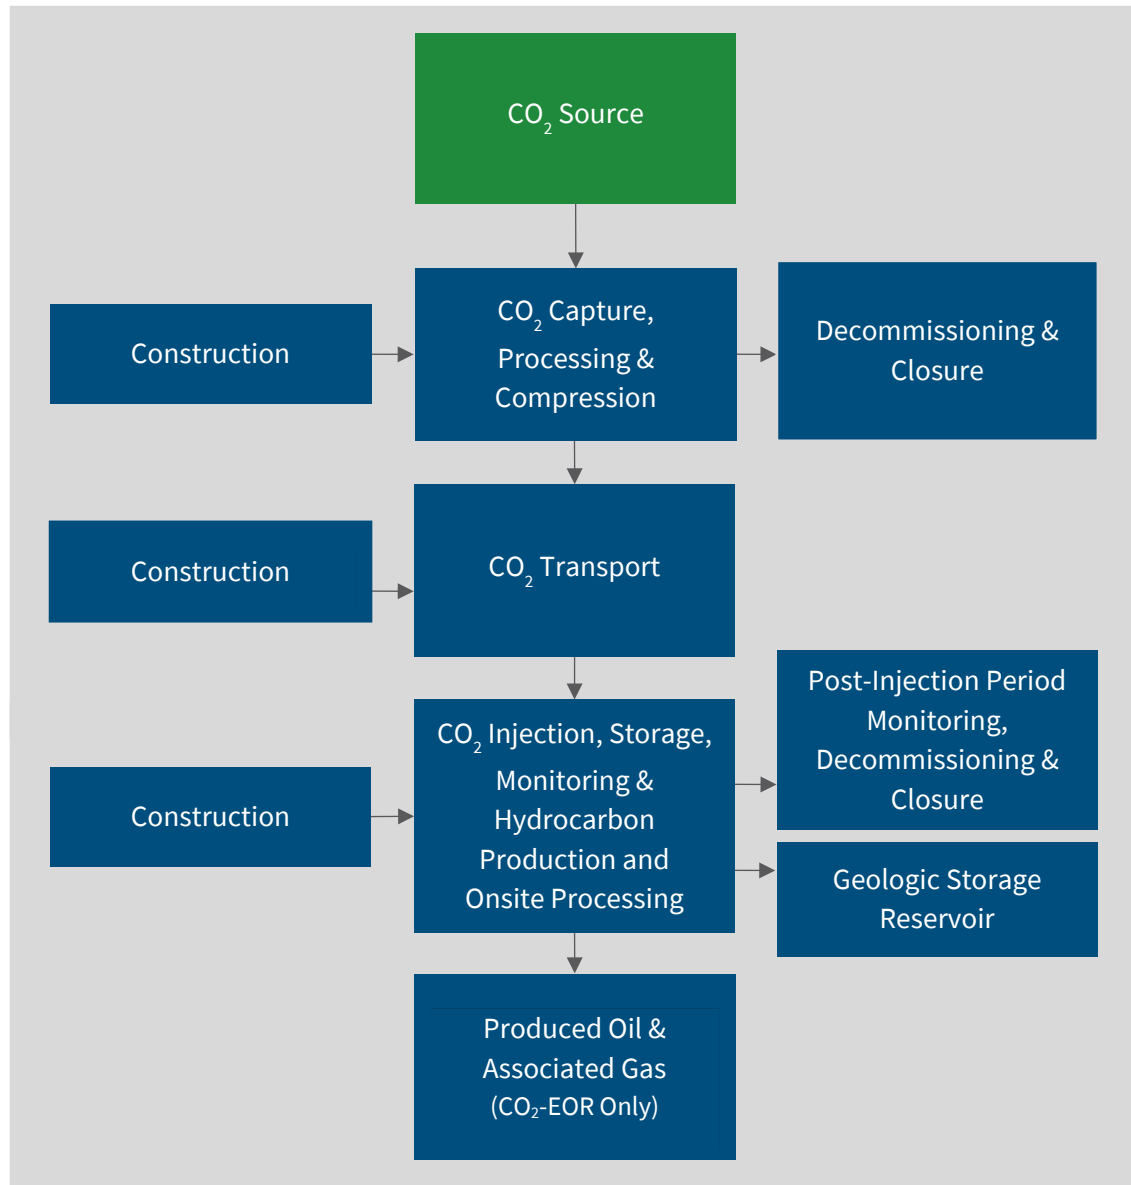 CO₂ Source
Construction
CO₂ Capture,
Processing &
Compression
Decommissioning &
Closure
Construction
CO₂ Transport
Construction
CO₂ Injection, Storage,
Monitoring &
Hydrocarbon
Production and
Onsite Processing
Post-Injection Period
Monitoring,
Decommissioning &
Closure
Geologic Storage
Reservoir
Produced Oil &
Associated Gas
(CO₂-EOR Only)